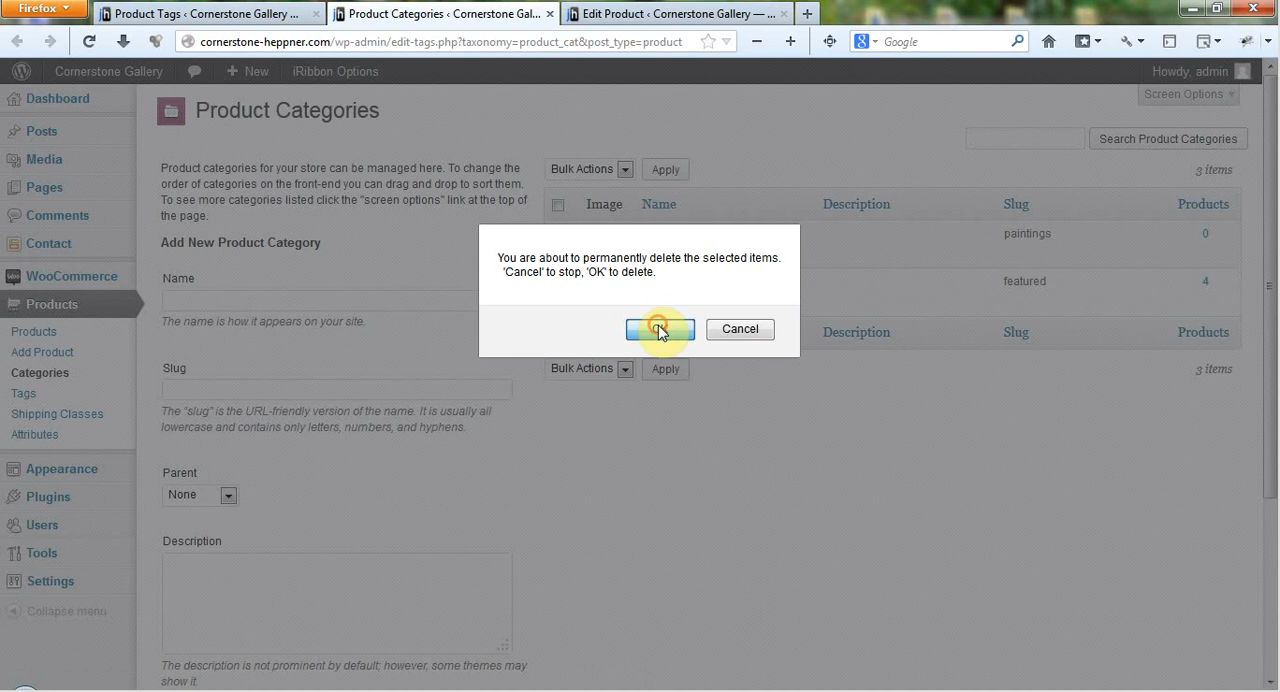 Firefox
Product Tags ‹ Cornerstone Gallery ...
Product Categories ‹ Cornerstone Gal...
Edit Product ‹ Cornerstone Gallery — ...
cornerstone-heppner.com/wp-admin/edit-tags.php?taxonomy=product_cat&post_type=product
Google
Cornerstone Gallery
New
iRibbon Options
Howdy, admin
Dashboard
Posts
Media
Pages
Comments
Contact
WooCommerce
Products
Products
Add Product
Categories
Tags
Shipping Classes
Attributes
Appearance
Plugins
Users
Tools
Settings
Collapse menu
Screen Options
Product Categories
Search Product Categories
Product categories for your store can be managed here. To change the
order of categories on the front-end you can drag and drop to sort them.
To see more categories listed click the "screen options" link at the top of
the page.
Add New Product Category
Name
The name is how it appears on your site.
Slug
The “slug” is the URL-friendly version of the name. It is usually all
lowercase and contains only letters, numbers, and hyphens.
Parent
None
Description
The description is not prominent by default; however, some themes may
show it.
Bulk Actions
Apply
3 items
Image
Name
Description
Slug
Products
paintings
0
featured
4
Description
Slug
Products
Bulk Actions
Apply
3 items
You are about to permanently delete the selected items.
'Cancel' to stop, 'OK' to delete.
Cancel